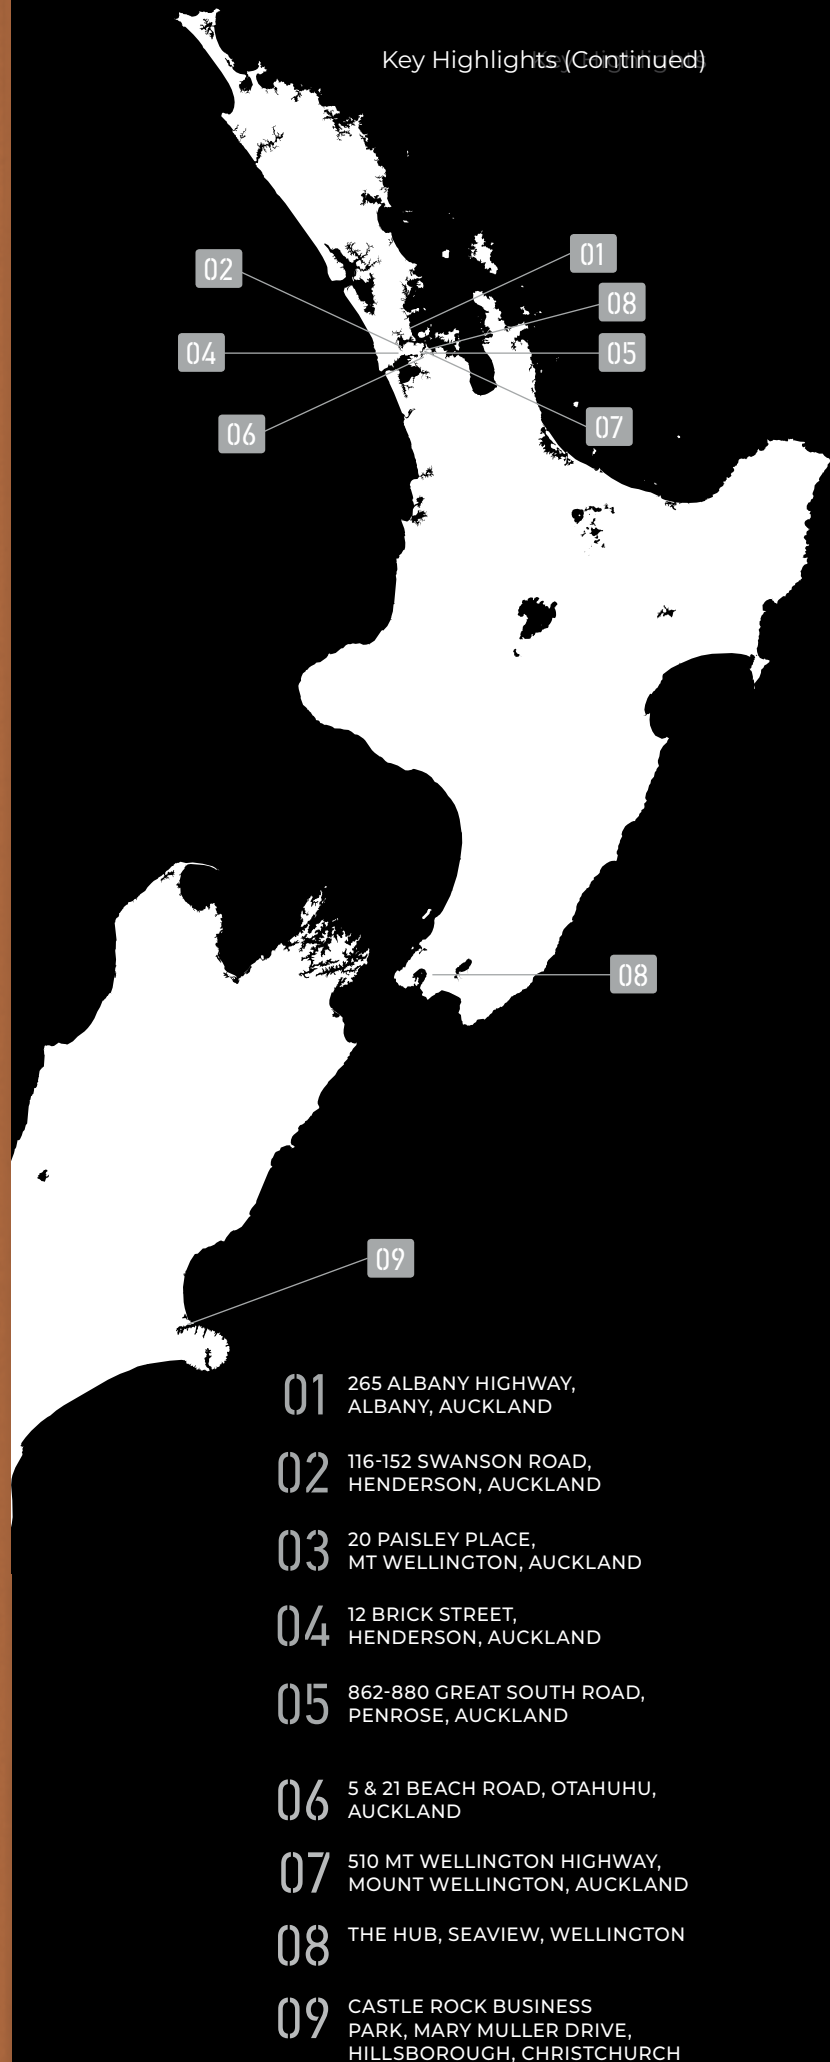 Key Highlights (Continued)
01
02
08
04
05
07
06
08
09
01
265 ALBANY HIGHWAY,
ALBANY, AUCKLAND
02
116-152 SWANSON ROAD,
HENDERSON, AUCKLAND
03
20 PAISLEY PLACE,
MT WELLINGTON, AUCKLAND
04
12 BRICK STREET,
HENDERSON, AUCKLAND
05
862-880 GREAT SOUTH ROAD,
PENROSE, AUCKLAND
06
5 & 21 BEACH ROAD, OTAHUHU,
AUCKLAND
07
510 MT WELLINGTON HIGHWAY,
MOUNT WELLINGTON, AUCKLAND
08
THE HUB, SEAVIEW, WELLINGTON
09
CASTLE ROCK BUSINESS
PARK, MARY MULLER DRIVE,
HILLSBOROUGH, CHRISTCHURCH